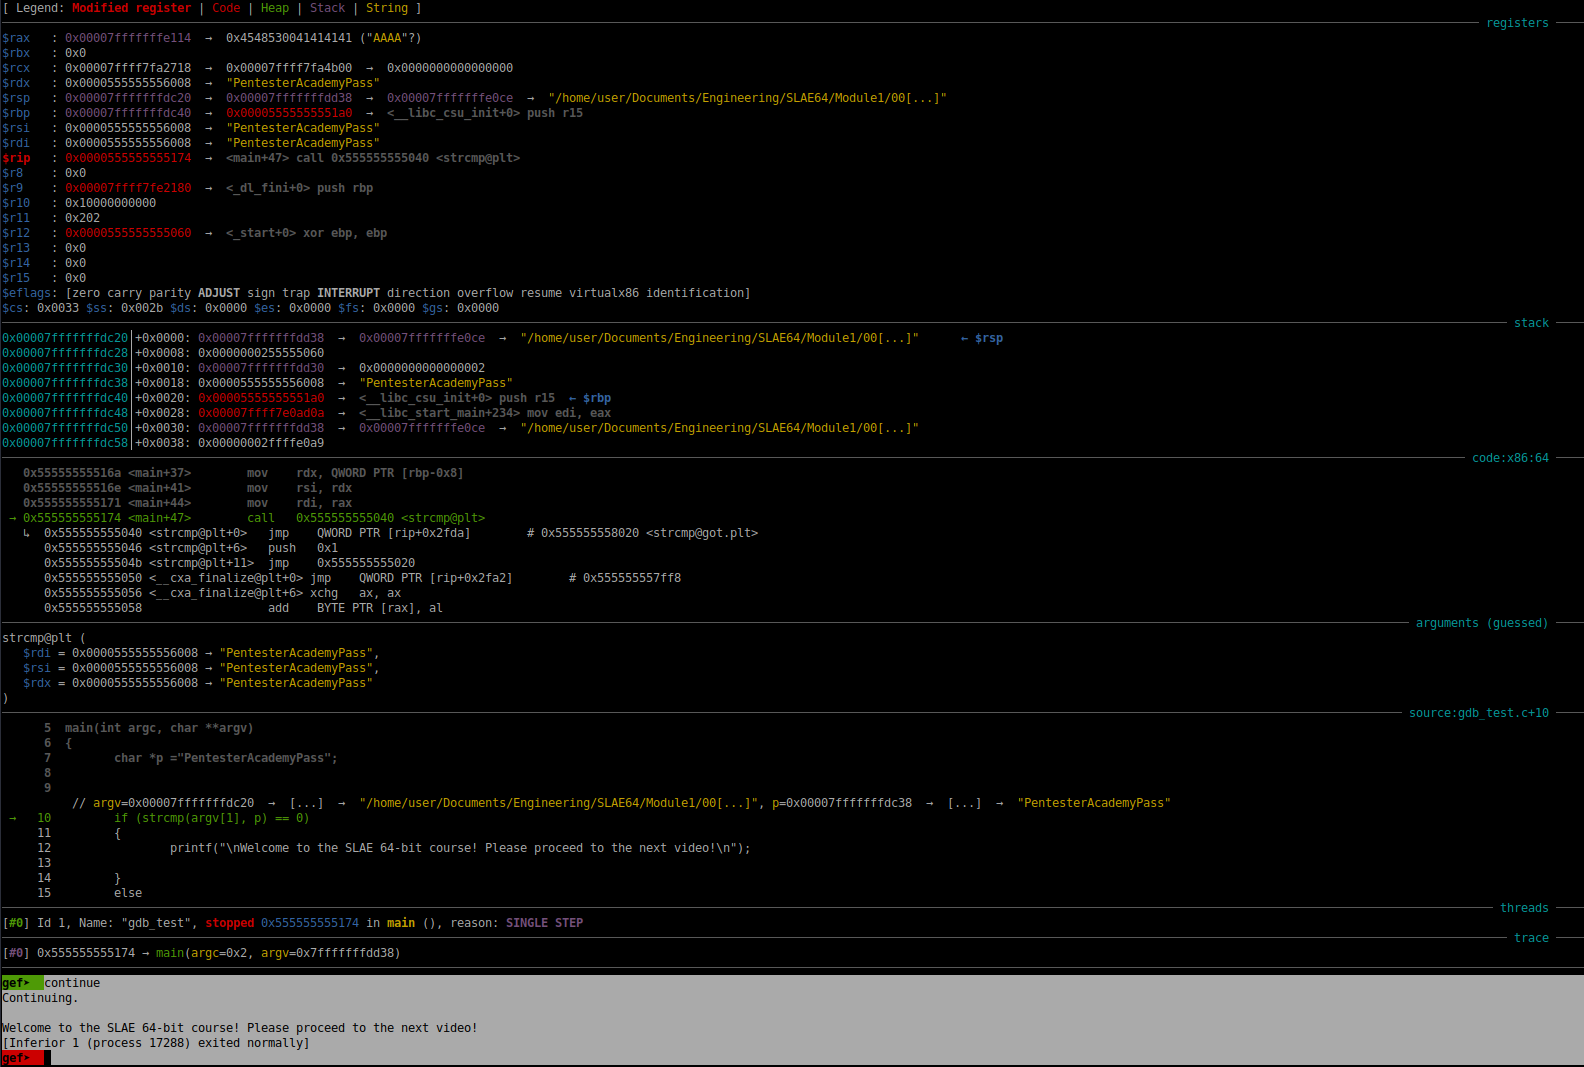 [ Legend: Modified register | Code | Heap | Stack | String ]
registers
$rax   : 0x00007fffffffe114  →  0x4548530041414141 ("AAAA"?)
$rbx   : 0x0
$rcx   : 0x00007ffff7fa2718  →  0x00007ffff7fa4b00  →  0x0000000000000000
$rdx   : 0x0000555555556008  →  "PentesterAcademyPass"
$rsp   : 0x00007fffffffdc20  →  0x00007fffffffdd38  →  0x00007fffffffe0ce  →  "/home/user/Documents/Engineering/SLAE64/Module1/00[...]"
$rbp   : 0x00007fffffffdc40  →  0x00005555555551a0  →  <__libc_csu_init+0> push r15
$rsi   : 0x0000555555556008  →  "PentesterAcademyPass"
$rdi   : 0x0000555555556008  →  "PentesterAcademyPass"
$rip   : 0x0000555555555174  →  <main+47> call 0x555555555040 <strcmp@plt>
$r8    : 0x0
$r9    : 0x00007ffff7fe2180  →  <_dl_fini+0> push rbp
$r10   : 0x10000000000
$r11   : 0x202
$r12   : 0x0000555555555060  →  <_start+0> xor ebp, ebp
$r13   : 0x0
$r14   : 0x0
$r15   : 0x0
$eflags: [zero carry parity ADJUST sign trap INTERRUPT direction overflow resume virtualx86 identification]
$cs: 0x0033 $ss: 0x002b $ds: 0x0000 $es: 0x0000 $fs: 0x0000 $gs: 0x0000
stack
0x00007fffffffdc20│+0x0000: 0x00007fffffffdd38  →  0x00007fffffffe0ce  →  "/home/user/Documents/Engineering/SLAE64/Module1/00[...]"      ← $rsp
0x00007fffffffdc28│+0x0008: 0x0000000255555060
0x00007fffffffdc30│+0x0010: 0x00007fffffffdd30  →  0x0000000000000002
0x00007fffffffdc38│+0x0018: 0x0000555555556008  →  "PentesterAcademyPass"
0x00007fffffffdc40│+0x0020: 0x00005555555551a0  →  <__libc_csu_init+0> push r15  ← $rbp
0x00007fffffffdc48│+0x0028: 0x00007ffff7e0ad0a  →  <__libc_start_main+234> mov edi, eax
0x00007fffffffdc50│+0x0030: 0x00007fffffffdd38  →  0x00007fffffffe0ce  →  "/home/user/Documents/Engineering/SLAE64/Module1/00[...]"
0x00007fffffffdc58│+0x0038: 0x00000002ffffe0a9
code:x86:64
0x55555555516a <main+37>        mov    rdx, QWORD PTR [rbp-0x8]
0x55555555516e <main+41>        mov    rsi, rdx
0x555555555171 <main+44>        mov    rdi, rax
→ 0x555555555174 <main+47>        call   0x555555555040 <strcmp@plt>
↳  0x555555555040 <strcmp@plt+0>   jmp    QWORD PTR [rip+0x2fda]        # 0x555555558020 <strcmp@got.plt>
0x555555555046 <strcmp@plt+6>   push   0x1
0x55555555504b <strcmp@plt+11>  jmp    0x555555555020
0x555555555050 <__cxa_finalize@plt+0> jmp    QWORD PTR [rip+0x2fa2]        # 0x555555557ff8
0x555555555056 <__cxa_finalize@plt+6> xchg   ax, ax
0x555555555058                  add    BYTE PTR [rax], al
arguments (guessed)
strcmp@plt (
$rdi = 0x0000555555556008 → "PentesterAcademyPass",
$rsi = 0x0000555555556008 → "PentesterAcademyPass",
$rdx = 0x0000555555556008 → "PentesterAcademyPass"
)
source:gdb_test.c+10
5  main(int argc, char **argv)
6  {
7         char *p ="PentesterAcademyPass";
8
9
// argv=0x00007fffffffdc20  →  [...]  →  "/home/user/Documents/Engineering/SLAE64/Module1/00[...]", p=0x00007fffffffdc38  →  [...]  →  "PentesterAcademyPass"
→   10         if (strcmp(argv[1], p) == 0)
11         {
12                 printf("\nWelcome to the SLAE 64-bit course! Please proceed to the next video!\n");
13
14         }
15         else
threads
[#0] Id 1, Name: "gdb_test", stopped 0x555555555174 in main (), reason: SINGLE STEP
trace
[#0] 0x555555555174 → main(argc=0x2, argv=0x7fffffffdd38)
gef➤  continue
Continuing.
Welcome to the SLAE 64-bit course! Please proceed to the next video!
[Inferior 1 (process 17288) exited normally]
gef➤